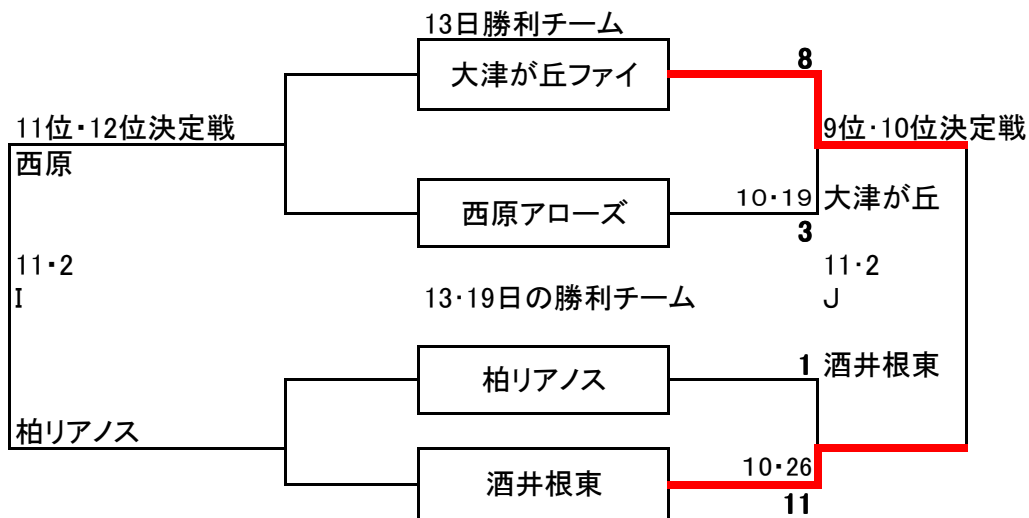 13日勝利チーム
大津が丘ファイ
8
11位・12位決定戦
9位・10位決定戦
西原
西原アローズ
10・19
大津が丘
3
11・2
11・2
I
13・19日の勝利チーム
J
柏リアノス
1
酒井根東
柏リアノス
酒井根東
10・26
11